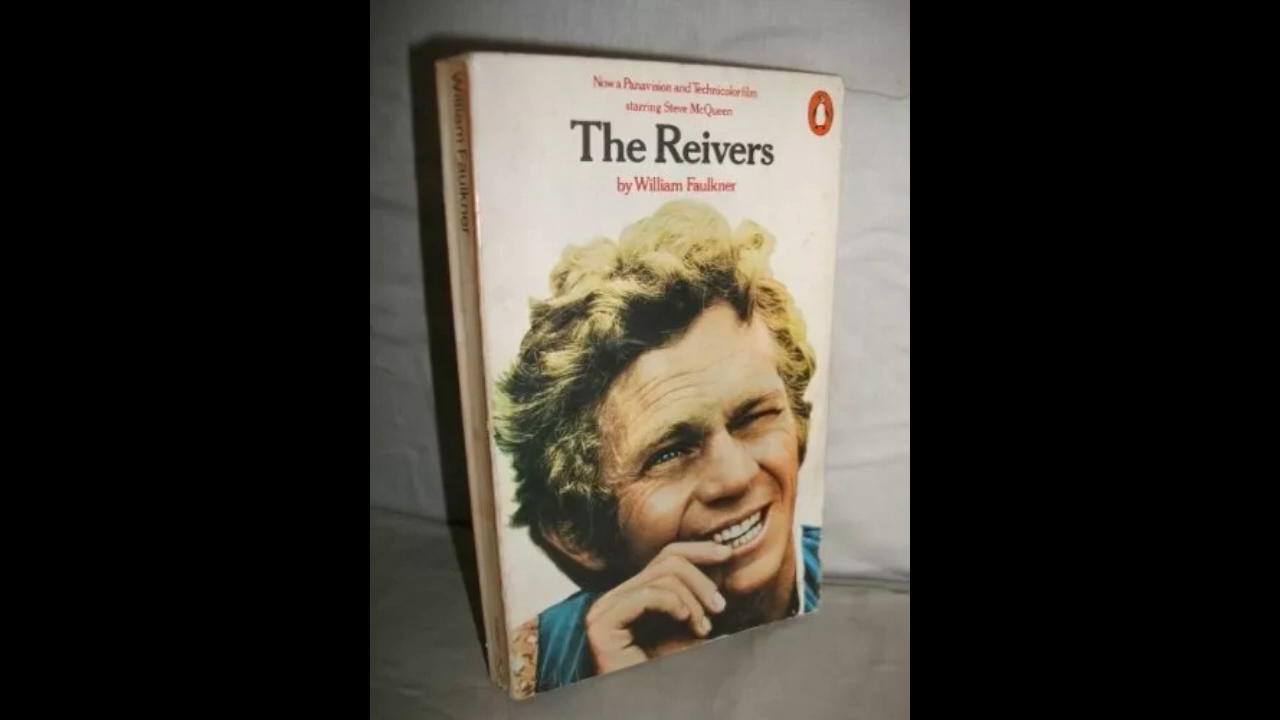 Now a Panavision and Technicolor film
starring Steve McQueen
The Reivers
by William Faulkner
William Faulkner